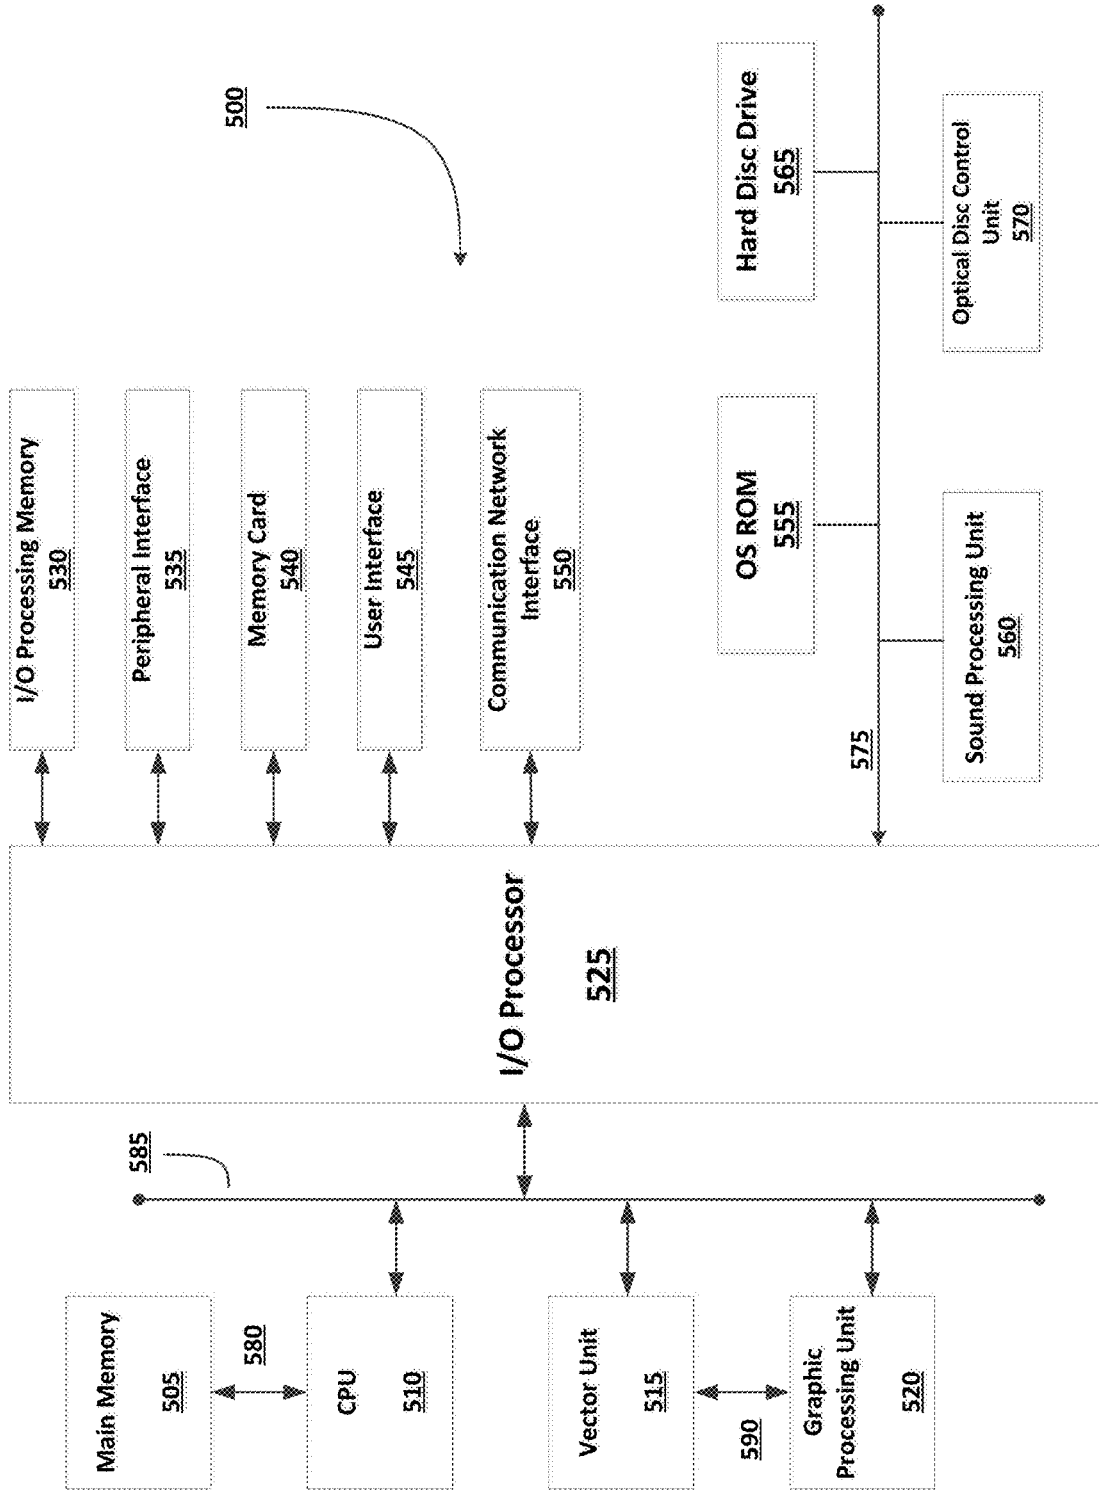 Main Memory
505
580
CPU
510
Vector Unit
515
590
Graphic
Processing Unit
520
585
I/O Processor
525
I/O Processing Memory
530
Peripheral Interface
535
Memory Card
540
User Interface
545
Communication Network
Interface
550
500
575
OS ROM
555
Sound Processing Unit
560
Hard Disc Drive
565
Optical Disc Control
Unit
570